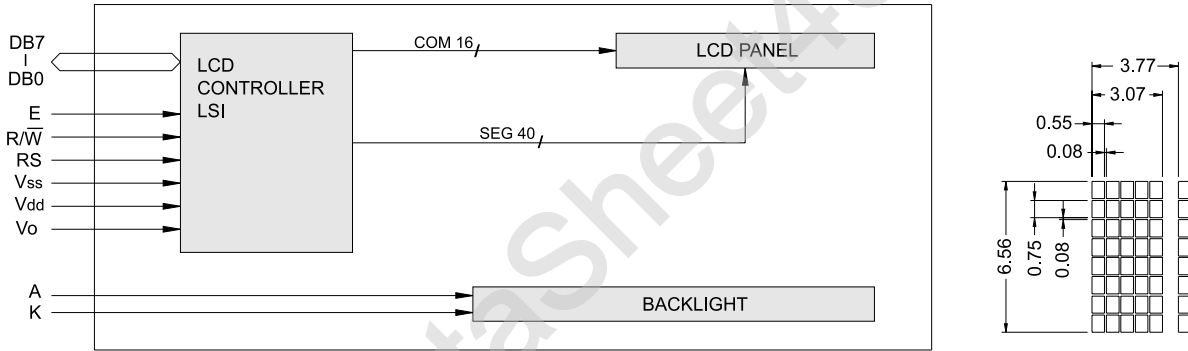 DB7
I
DB0
E
R/W̅
RS
Vss
Vdd
Vo
A
K
LCD
CONTROLLER
LSI
COM 16
SEG 40
LCD PANEL
BACKLIGHT
3.77
3.07
0.55
0.08
6.56
0.75
0.08
taSheet4